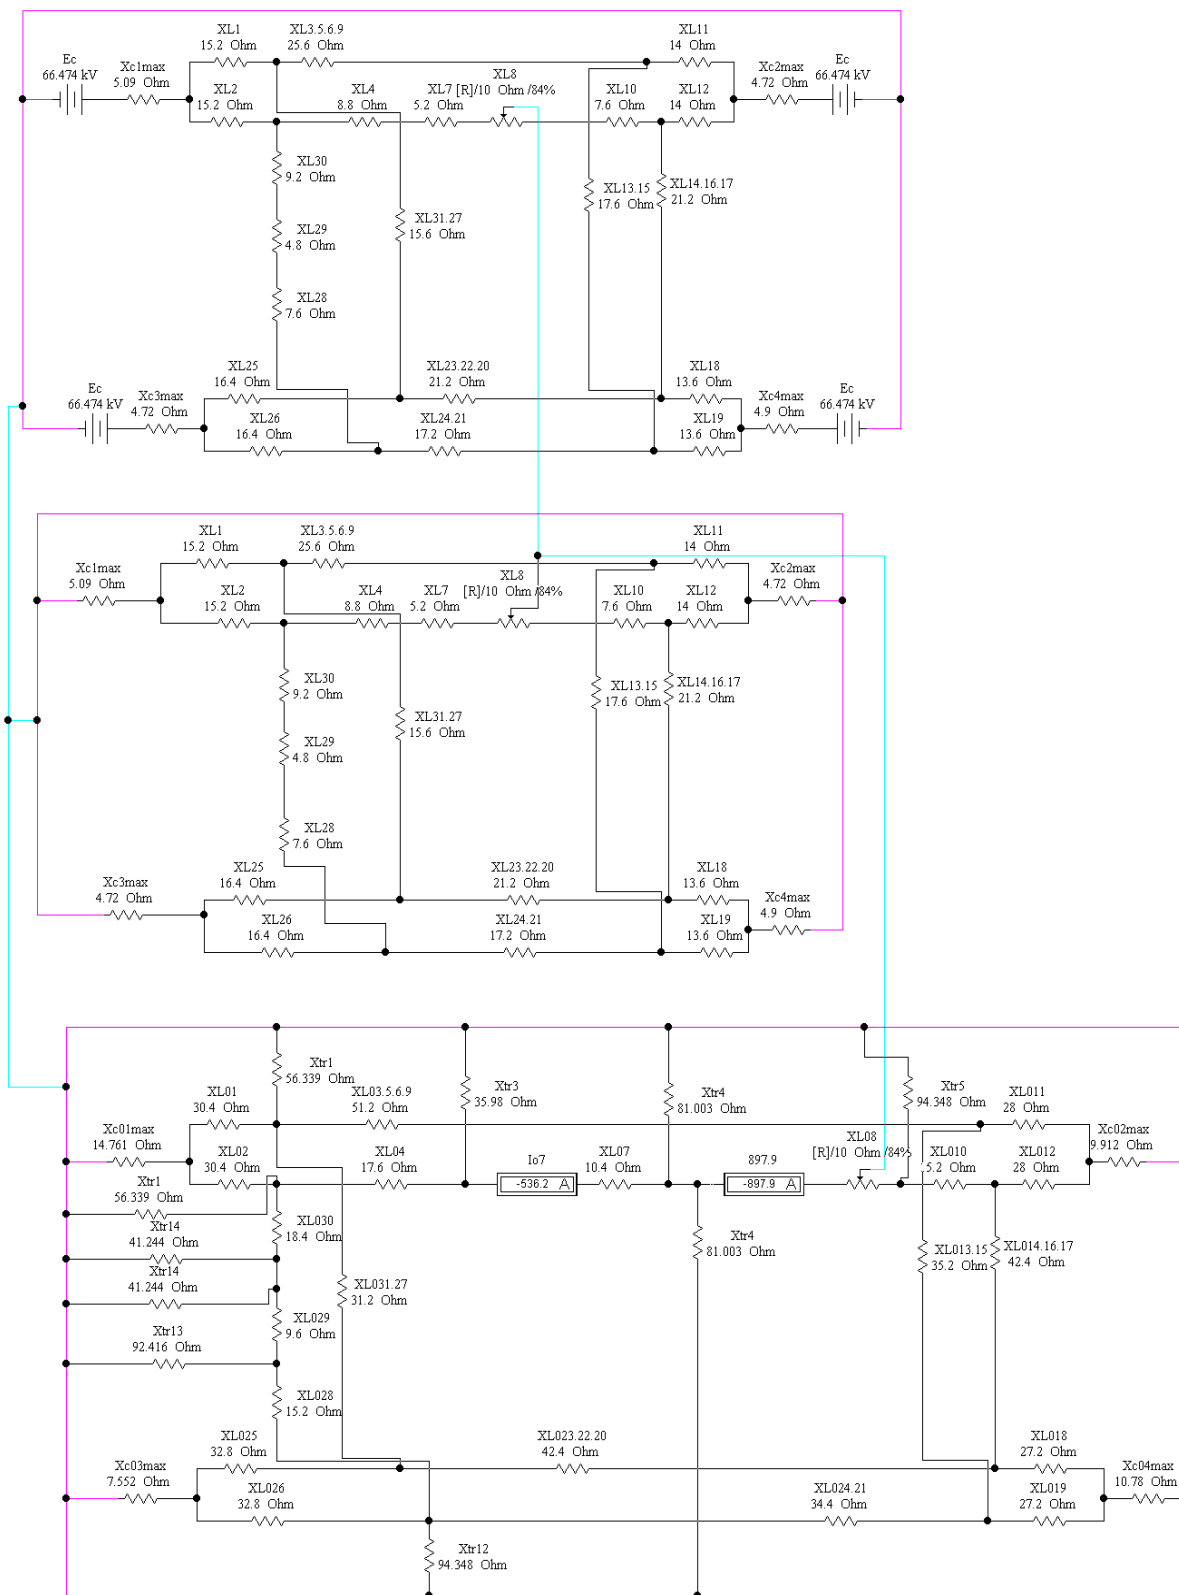 XL1
15.2 Ohm
XL3.5.6.9
25.6 Ohm
XL11
14 Ohm
Ec
66.474 kV
Xc1max
5.09 Ohm
XL2
15.2 Ohm
XL4
8.8 Ohm
XL7
5.2 Ohm
XL8
[R]/10 Ohm /84%
XL10
7.6 Ohm
XL12
14 Ohm
Xc2max
4.72 Ohm
Ec
66.474 kV
XL30
9.2 Ohm
XL29
4.8 Ohm
XL28
7.6 Ohm
XL31.27
15.6 Ohm
XL13.15
17.6 Ohm
XL14.16.17
21.2 Ohm
Ec
66.474 kV
Xc3max
4.72 Ohm
XL25
16.4 Ohm
XL26
16.4 Ohm
XL23.22.20
21.2 Ohm
XL24.21
17.2 Ohm
XL18
13.6 Ohm
XL19
13.6 Ohm
Xc4max
4.9 Ohm
Ec
66.474 kV
XL1
15.2 Ohm
XL3.5.6.9
25.6 Ohm
XL11
14 Ohm
Xc1max
5.09 Ohm
XL2
15.2 Ohm
XL4
8.8 Ohm
XL7
5.2 Ohm
XL8
[R]/10 Ohm /84%
XL10
7.6 Ohm
XL12
14 Ohm
Xc2max
4.72 Ohm
XL30
9.2 Ohm
XL29
4.8 Ohm
XL28
7.6 Ohm
XL31.27
15.6 Ohm
XL13.15
17.6 Ohm
XL14.16.17
21.2 Ohm
Xc3max
4.72 Ohm
XL25
16.4 Ohm
XL26
16.4 Ohm
XL23.22.20
21.2 Ohm
XL24.21
17.2 Ohm
XL18
13.6 Ohm
XL19
13.6 Ohm
Xc4max
4.9 Ohm
Xtr1
56.339 Ohm
Xtr3
35.98 Ohm
Xtr4
81.003 Ohm
Xtr5
94.348 Ohm
XL01
30.4 Ohm
XL03.5.6.9
51.2 Ohm
XL011
28 Ohm
Xc01max
14.761 Ohm
XL02
30.4 Ohm
XL04
17.6 Ohm
Io7
-536.2 A
XL07
10.4 Ohm
897.9
-897.9 A
XL08
[R]/10 Ohm /84%
XL010
5.2 Ohm
XL012
28 Ohm
Xc02max
9.912 Ohm
Xtr1
56.339 Ohm
Xtr14
41.244 Ohm
Xtr14
41.244 Ohm
Xtr13
92.416 Ohm
XL030
18.4 Ohm
XL029
9.6 Ohm
XL028
15.2 Ohm
XL031.27
31.2 Ohm
Xtr4
81.003 Ohm
XL013.15
35.2 Ohm
XL014.16.17
42.4 Ohm
Xc03max
7.552 Ohm
XL025
32.8 Ohm
XL026
32.8 Ohm
XL023.22.20
42.4 Ohm
XL024.21
34.4 Ohm
XL018
27.2 Ohm
XL019
27.2 Ohm
Xc04max
10.78 Ohm
Xtr12
94.348 Ohm